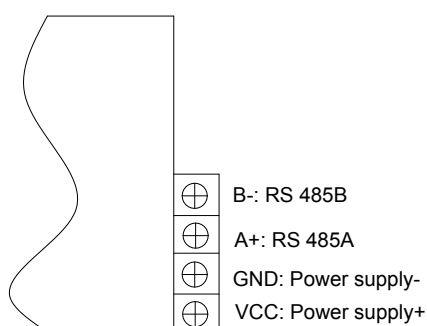 B-: RS 485B
A+: RS 485A
GND: Power supply-
VCC: Power supply+